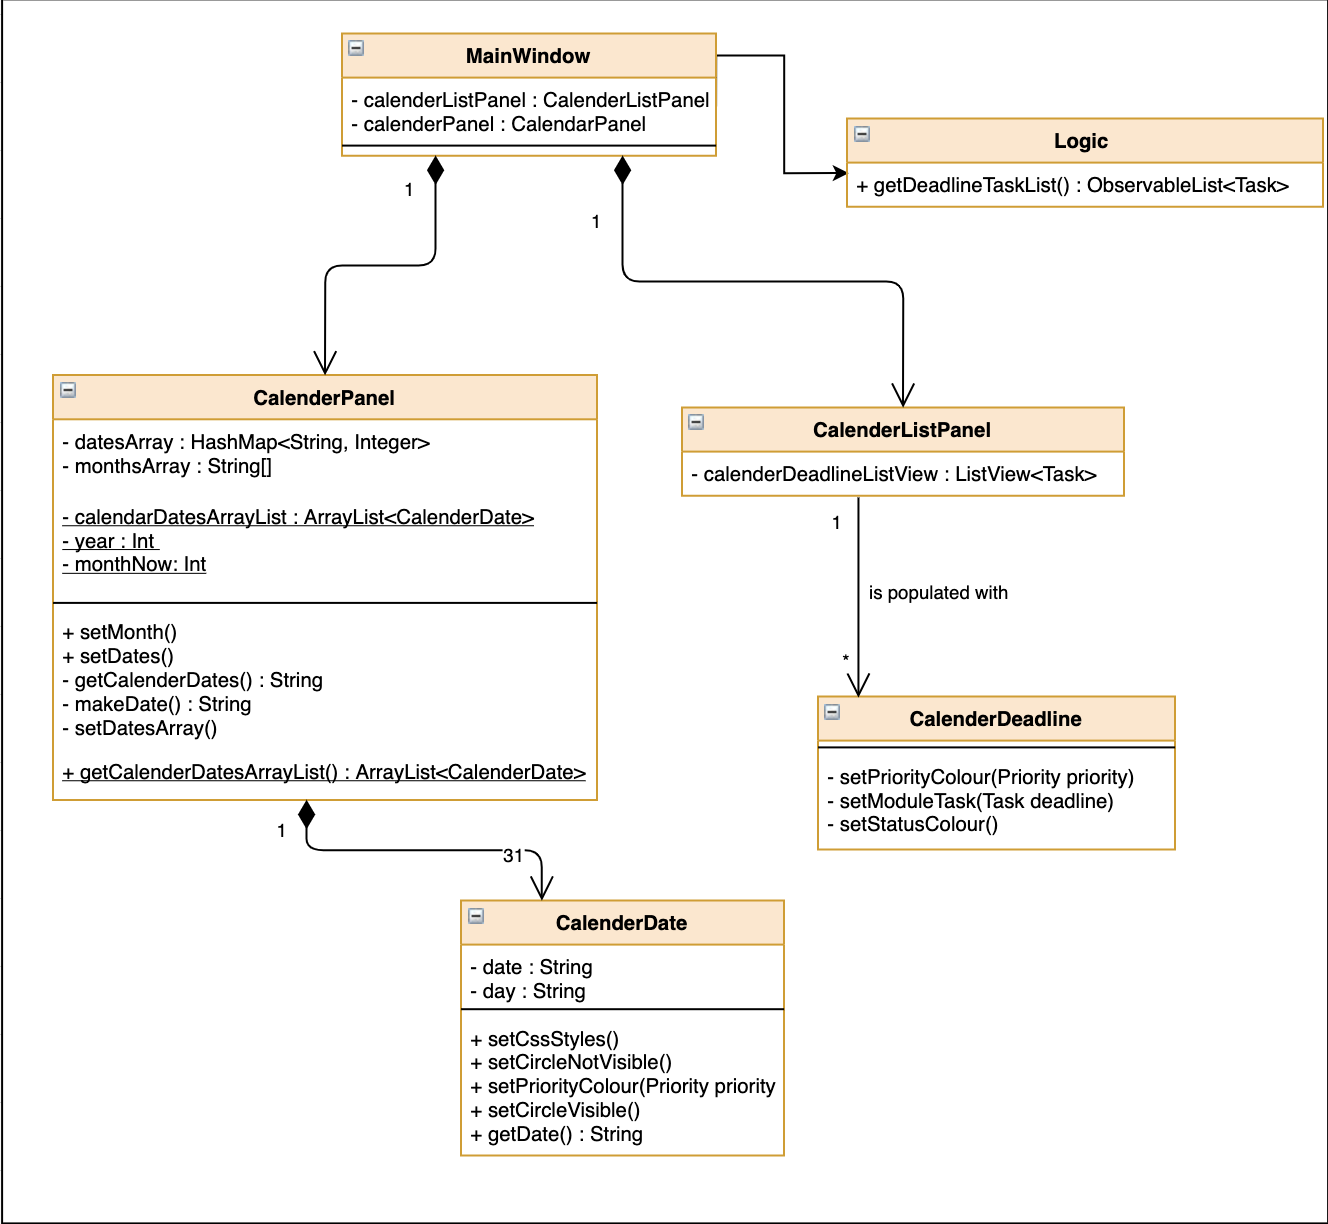 MainWindow
- calenderListPanel : CalenderListPanel
- calenderPanel : CalendarPanel
Logic
+ getDeadlineTaskList() : ObservableList<Task>
1
1
CalenderPanel
- datesArray : HashMap<String, Integer>
- monthsArray : String[]
- calendarDatesArrayList : ArrayList<CalenderDate>
- year : Int
- monthNow: Int
+ setMonth()
+ setDates()
- getCalenderDates() : String
- makeDate() : String
- setDatesArray()
+ getCalenderDatesArrayList() : ArrayList<CalenderDate>
CalenderListPanel
- calenderDeadlineListView : ListView<Task>
1
is populated with
*
CalenderDeadline
- setPriorityColour(Priority priority)
- setModuleTask(Task deadline)
- setStatusColour()
1
31
CalenderDate
- date : String
- day : String
+ setCssStyles()
+ setCircleNotVisible()
+ setPriorityColour(Priority priority
+ setCircleVisible()
+ getDate() : String